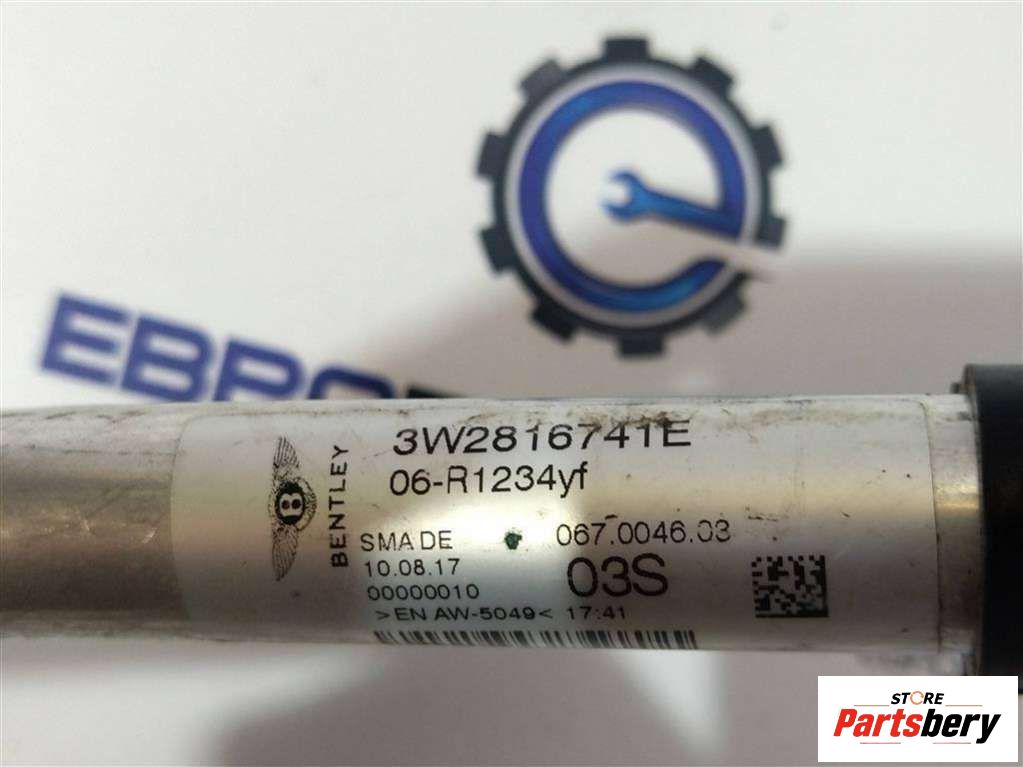 ЕВРО
3W2816741E
06-R1234yf
B
BENTLEY
SMA DE 067.0046.03
10.08.17 03S
00000010
>EN AW-5049< 17:41
STORE
Partsbery